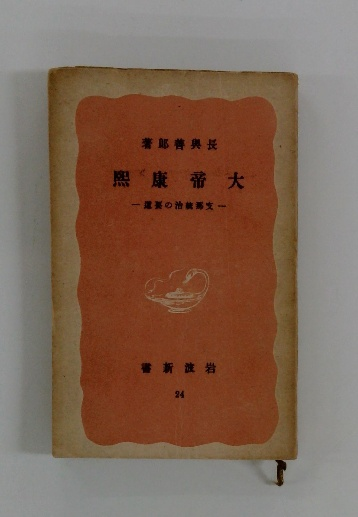 著郎善與長
熙康帝大
―道要の治統那支―
書新波岩
24